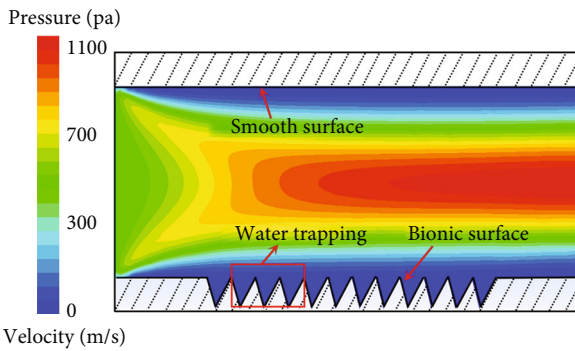 Pressure (pa)
1100
700
300
0
Velocity (m/s)
Smooth surface
Water trapping
Bionic surface